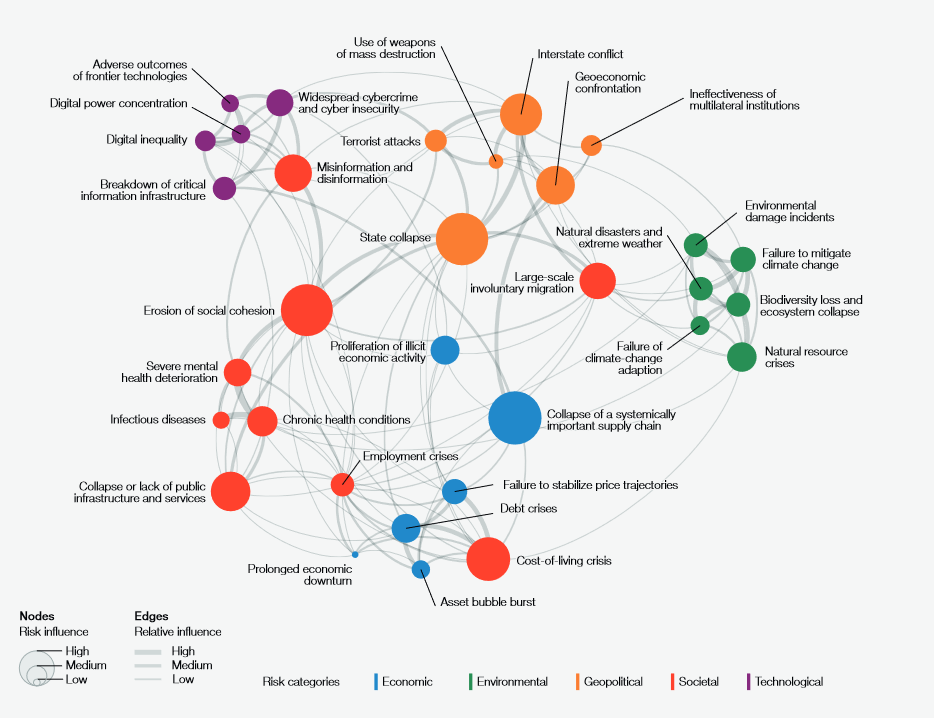 Use of weapons
of mass destruction
Interstate conflict
Adverse outcomes
of frontier technologies
Geoeconomic
confrontation
Digital power concentration
Widespread cybercrime
and cyber insecurity
Ineffectiveness of
multilateral institutions
Digital inequality
Terrorist attacks
Misinformation and
disinformation
Breakdown of critical
information infrastructure
Environmental
damage incidents
State collapse
Natural disasters and
extreme weather
Failure to mitigate
climate change
Large-scale
involuntary migration
Biodiversity loss and
ecosystem collapse
Erosion of social cohesion
Proliferation of illicit
economic activity
Failure of
climate-change
adaption
Natural resource
crises
Severe mental
health deterioration
Infectious diseases
Chronic health conditions
Collapse of a systemically
important supply chain
Employment crises
Collapse or lack of public
infrastructure and services
Failure to stabilize price trajectories
Debt crises
Cost-of-living crisis
Prolonged economic
downturn
Asset bubble burst
Nodes
Risk influence
High
Medium
Low
Edges
Relative influence
High
Medium
Low
Risk categories
Economic
Environmental
Geopolitical
Societal
Technological